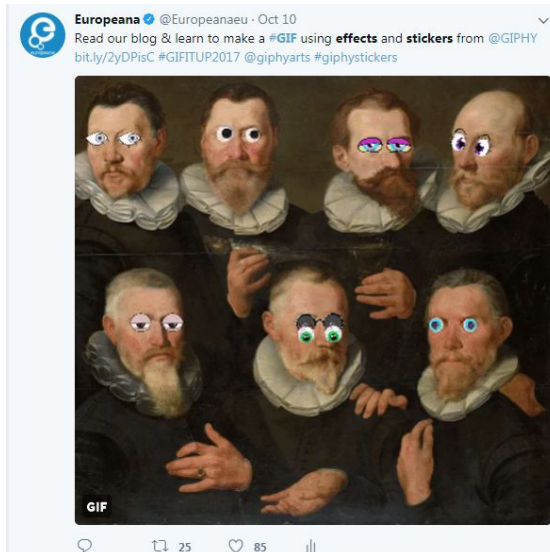 Europeana @Europeanaeu · Oct 10
Read our blog & learn to make a #GIF using effects and stickers from @GIPHY
bit.ly/2yDPisC #GIFITUP2017 @giphyarts #giphystickers
europeana
GIF
25 85